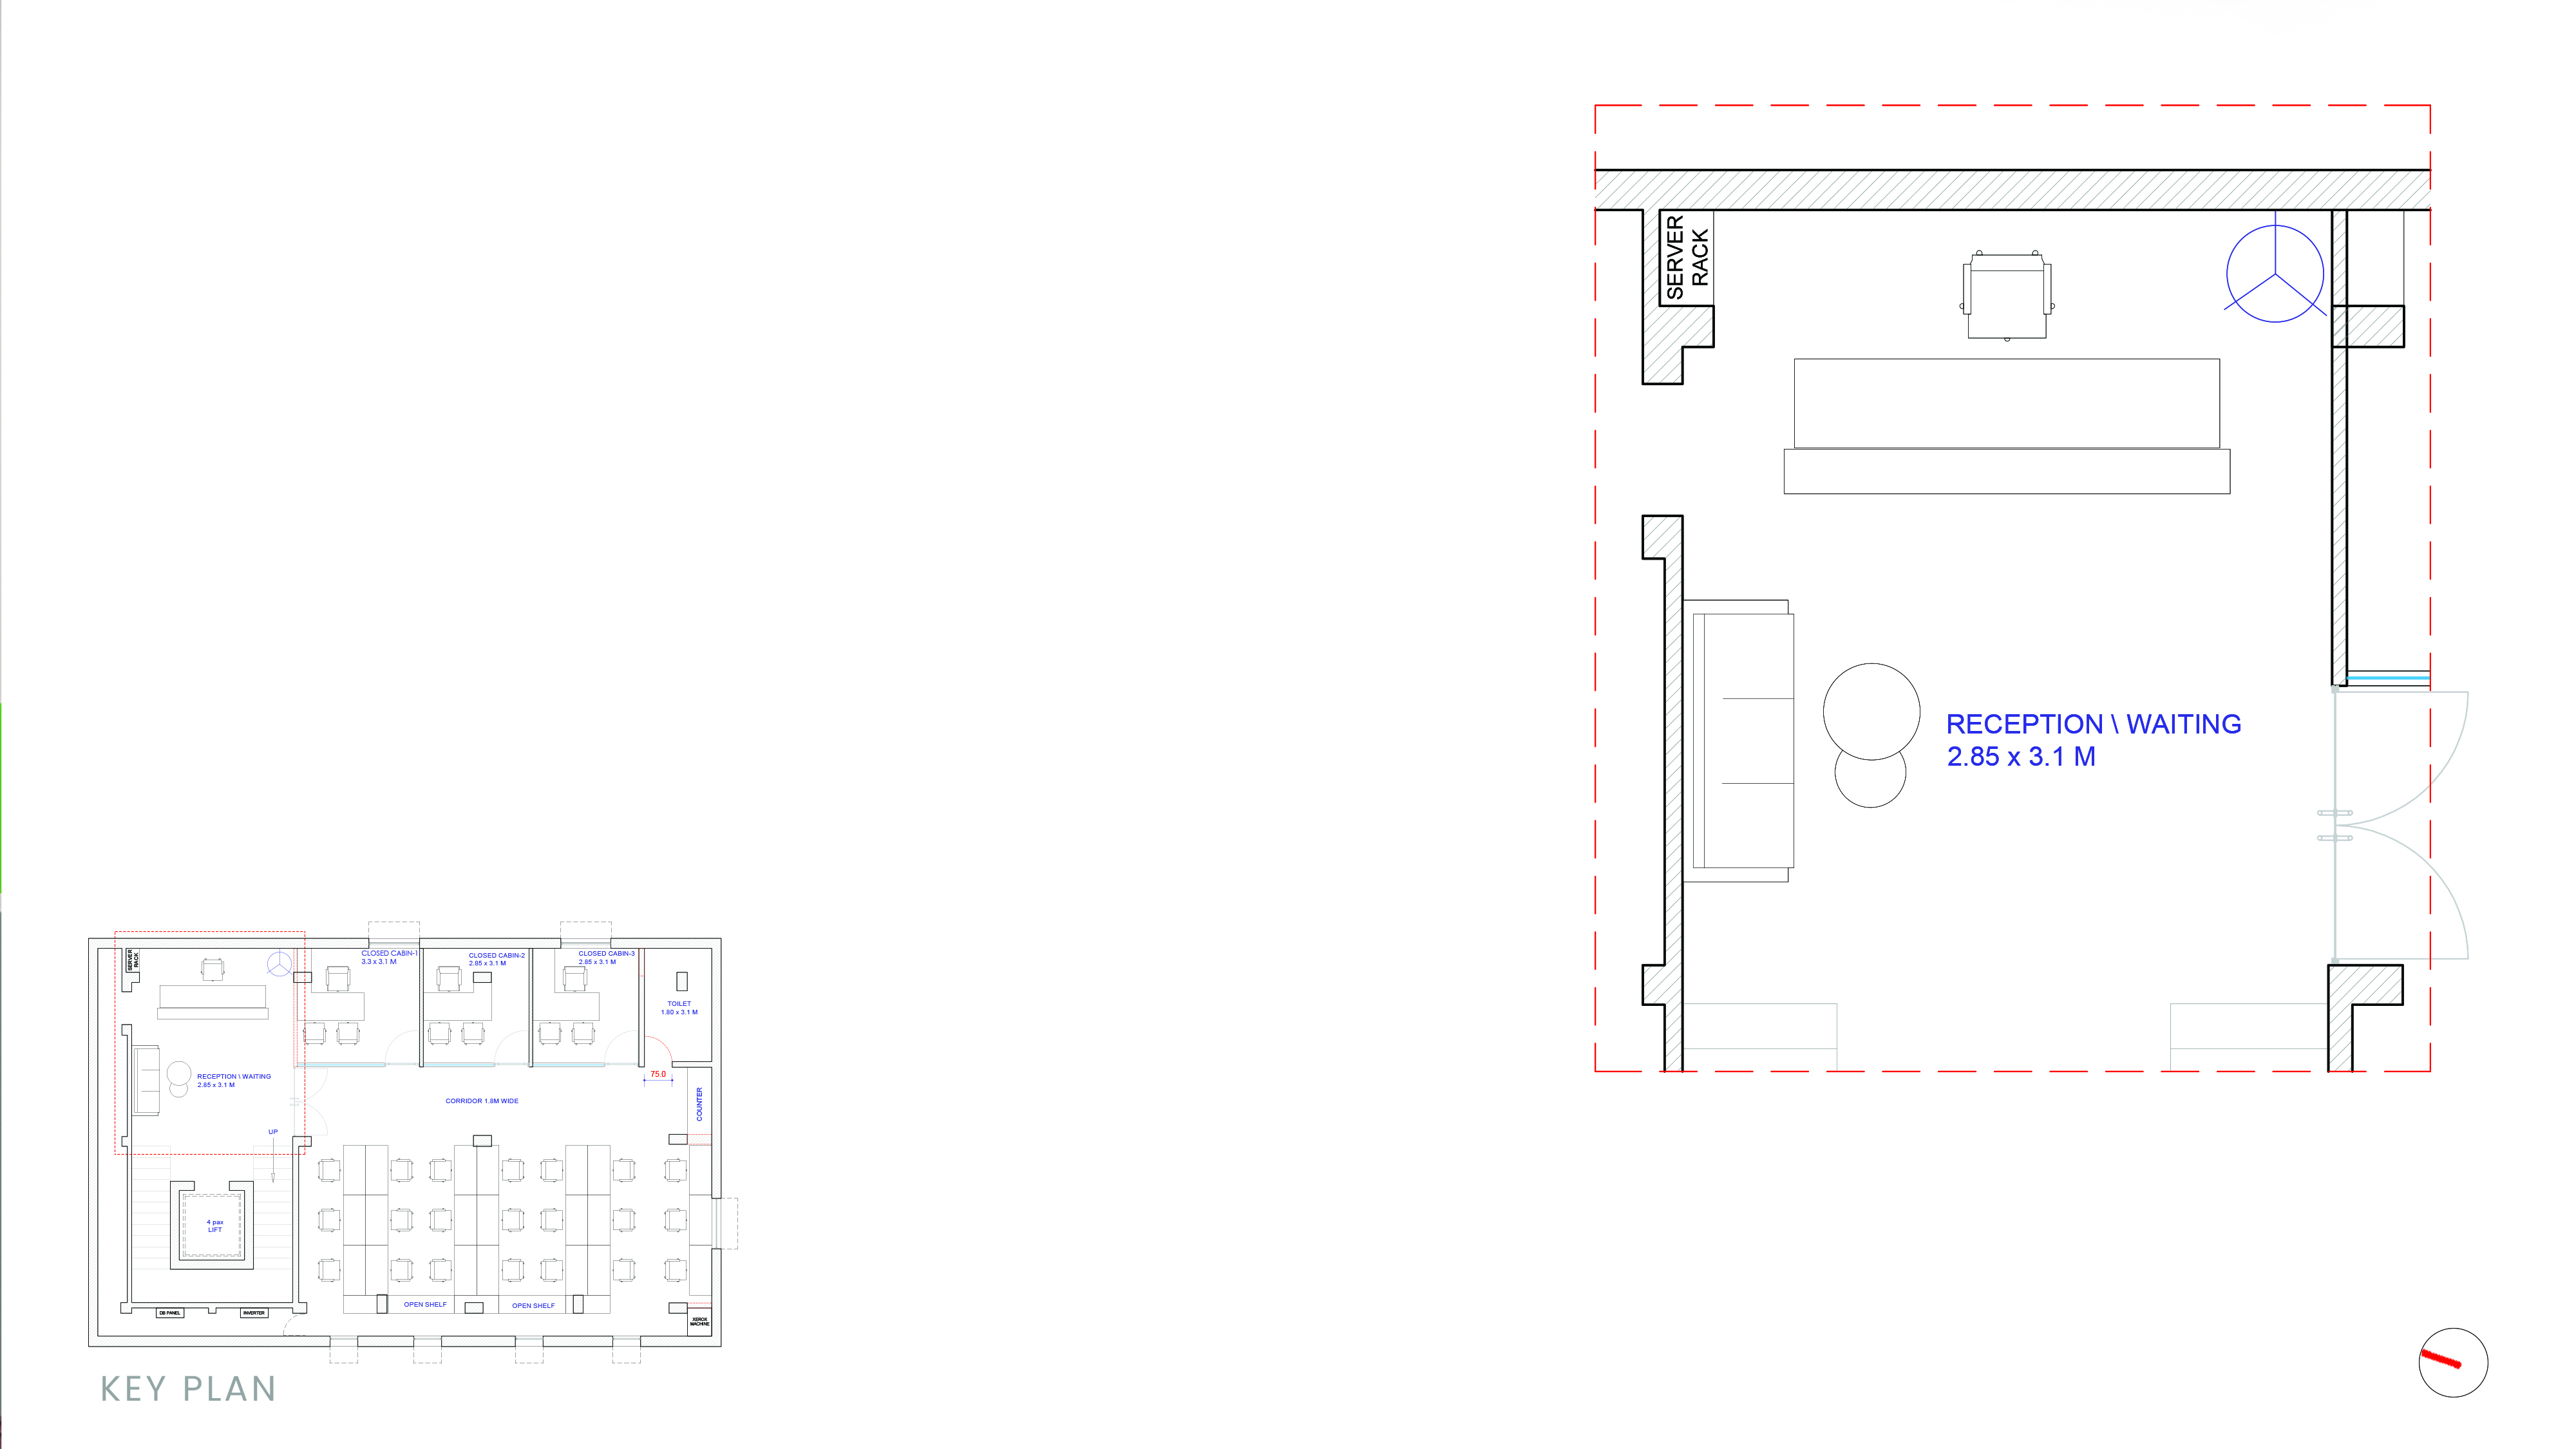 SERVER
RACK
RECEPTION \ WAITING
2.85 x 3.1 M
SERVER
RACK
CLOSED CABIN-1
3.3 x 3.1 M
CLOSED CABIN-2
2.85 x 3.1 M
CLOSED CABIN-3
2.85 x 3.1 M
TOILET
1.80 x 3.1 M
75.0
RECEPTION \ WAITING
2.85 x 3.1 M
CORRIDOR 1.8M WIDE
COUNTER
UP
4 pax
LIFT
OPEN SHELF
OPEN SHELF
DB PANEL
INVERTER
XEROX
MACHINE
KEY PLAN